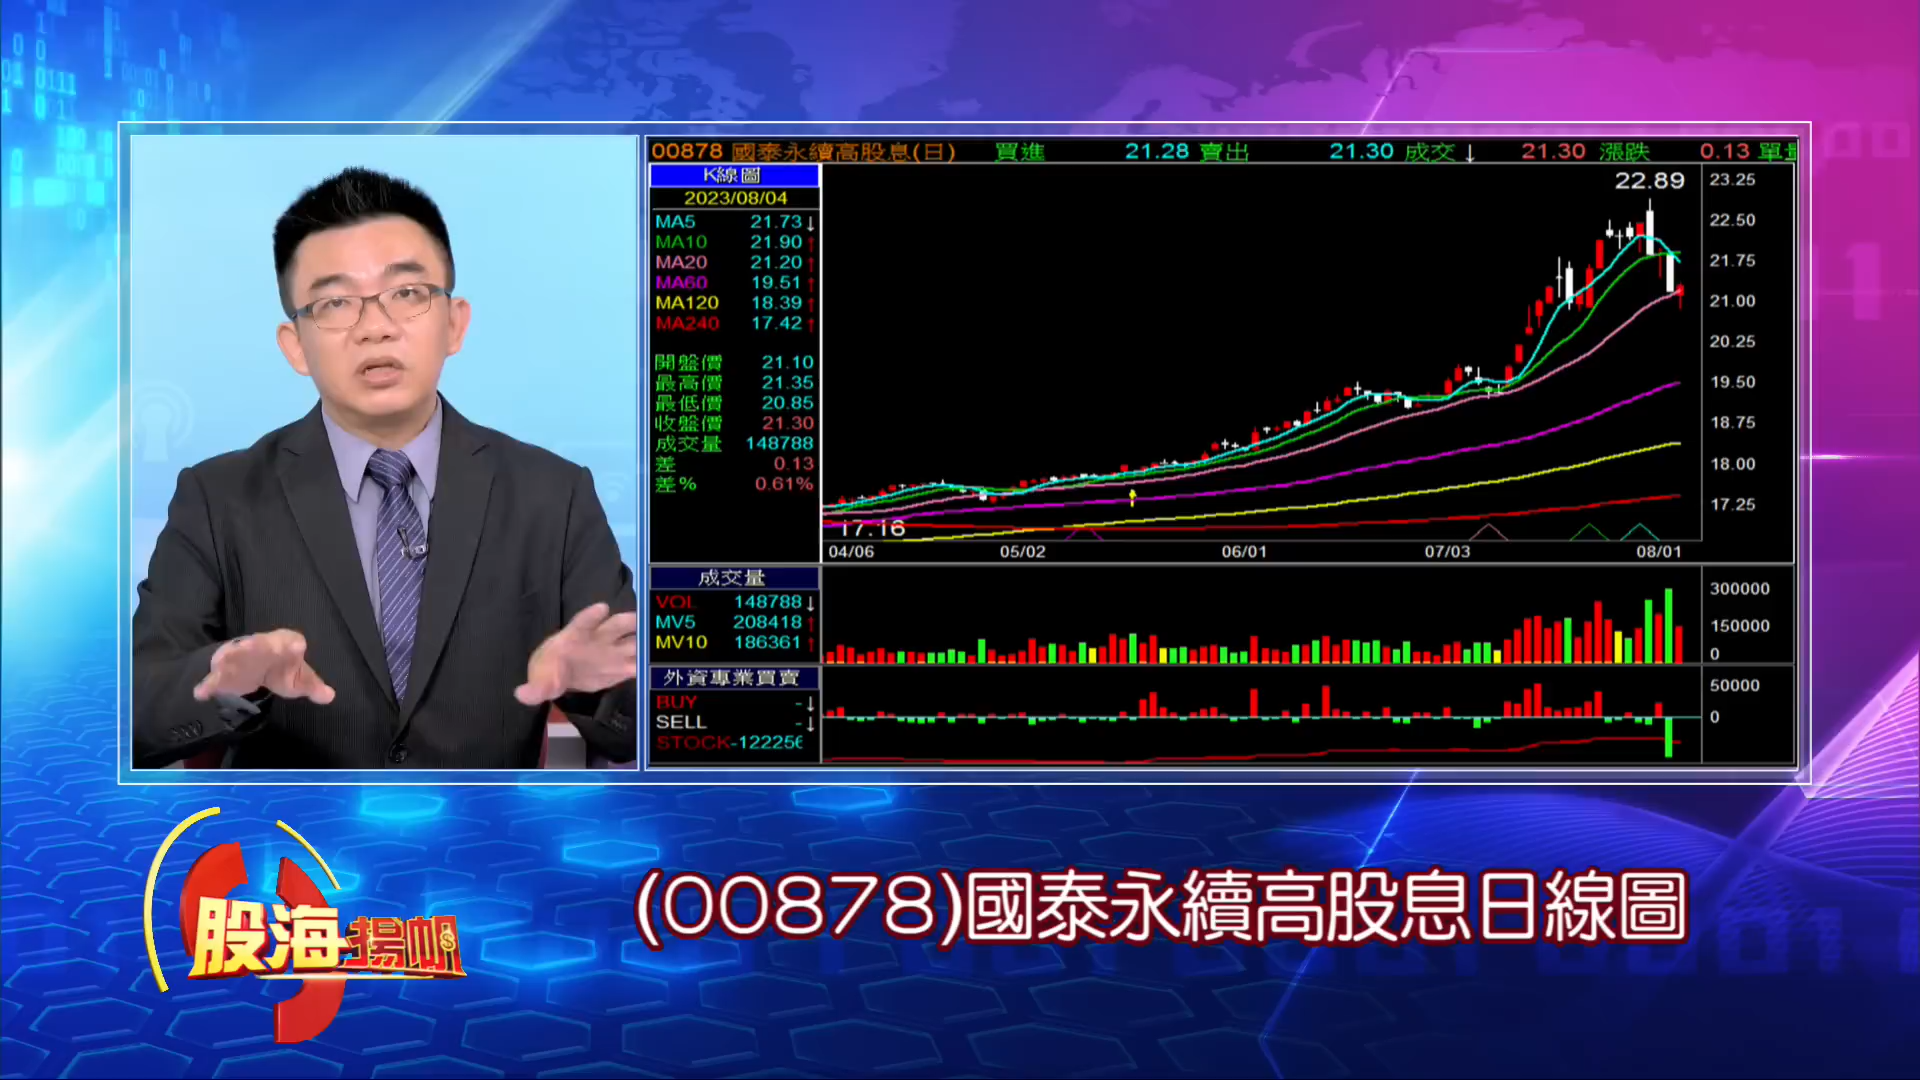 00878 國泰永續高股息(日) 買進 21.28 賣出 21.30 成交↓ 21.30 漲跌 0.13 單量
K線圖
2023/08/04
MA5 21.73↓
MA10 21.90↑
MA20 21.20↑
MA60 19.51↑
MA120 18.39↑
MA240 17.42↑
開盤價 21.10
最高價 21.35
最低價 20.85
收盤價 21.30
成交量 148788
差 0.13
差% 0.61%
22.89
17.16
23.25
22.50
21.75
21.00
20.25
19.50
18.75
18.00
17.25
04/06 05/02 06/01 07/03 08/01
成交量
VOL 148788↓
MV5 208418↑
MV10 186361↑
300000
150000
0
外資專業買賣
BUY -↓
SELL -↓
STOCK-122256
50000
0
股海揚帆
(00878)國泰永續高股息日線圖